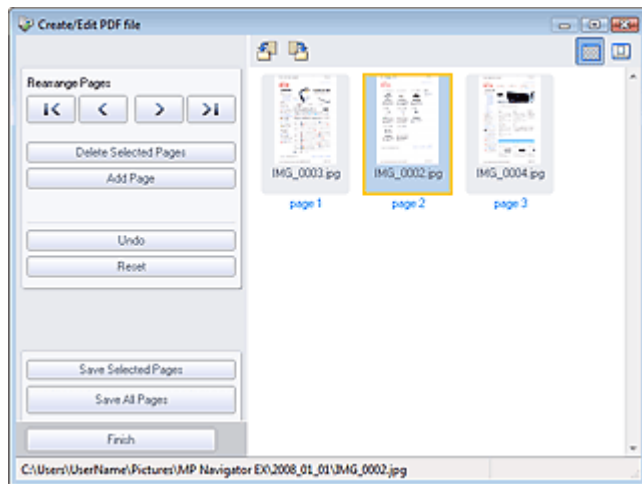 Create/Edit PDF file
Rearrange Pages
Delete Selected Pages
Add Page
Undo
Reset
Save Selected Pages
Save All Pages
Finish
IMG_0003.jpg
IMG_0002.jpg
IMG_0004.jpg
page 1
page 2
page 3
C:\Users\UserName\Pictures\MP Navigator EX\2008_01_01\IMG_0002.jpg